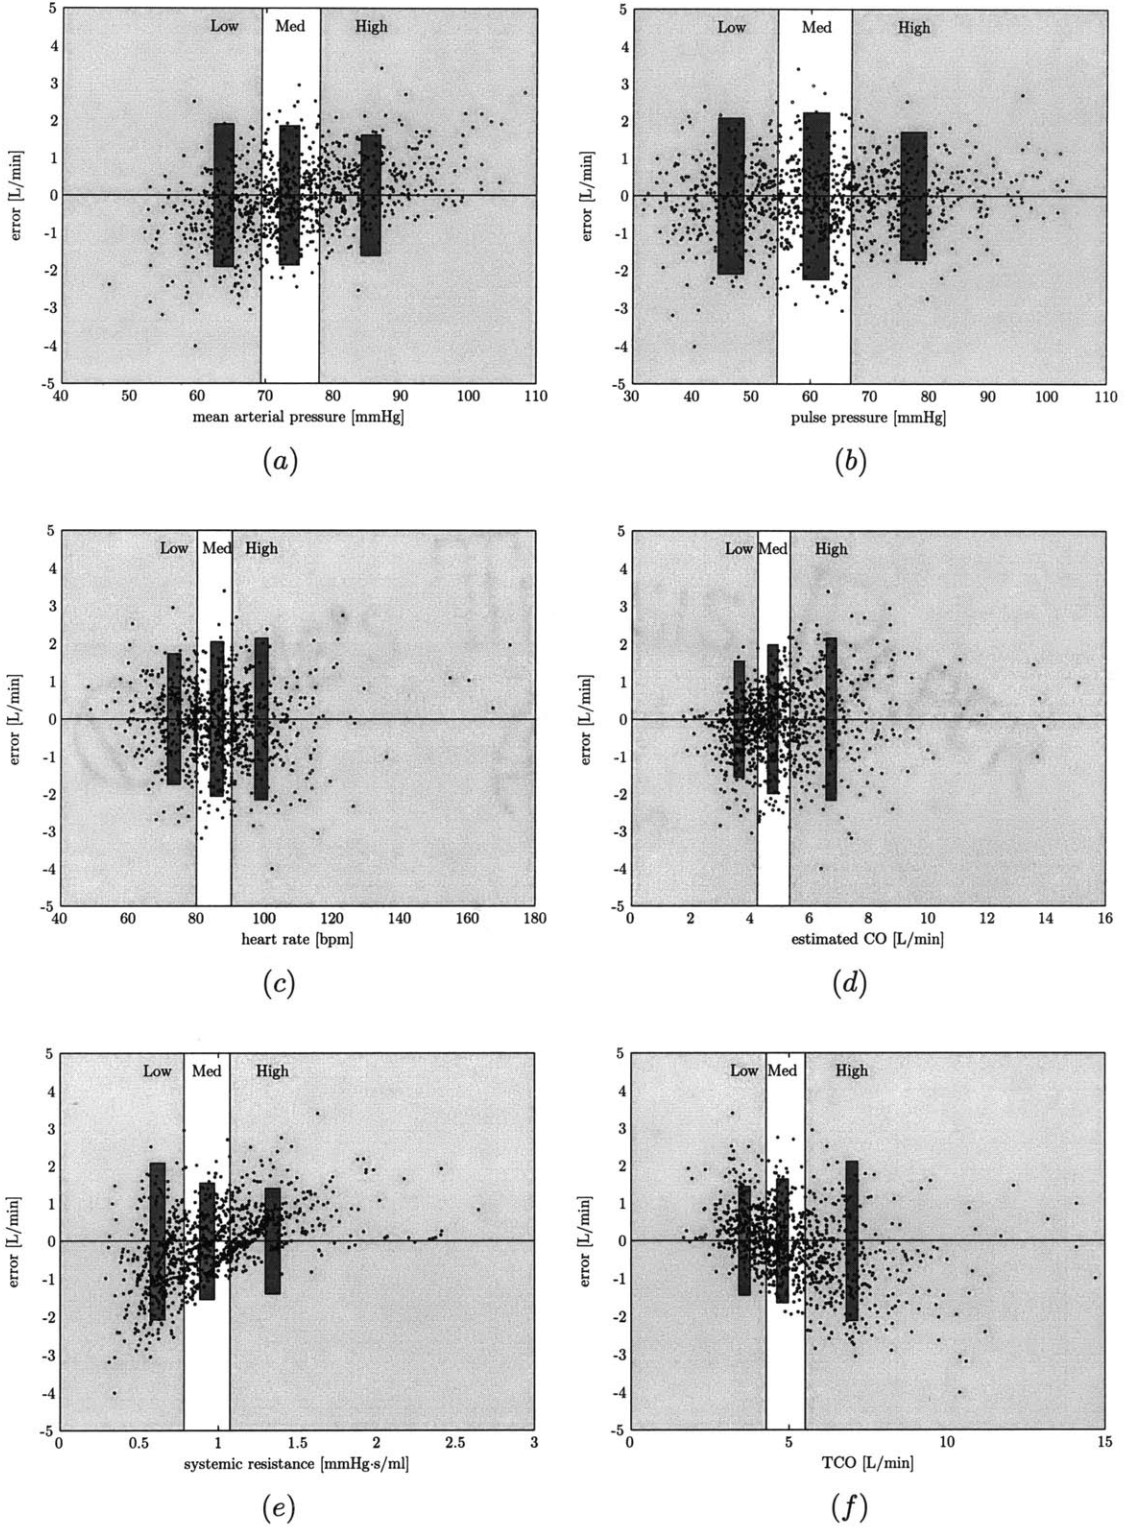 5
4
3
2
1
0
-1
-2
-3
-4
-5
error [L/min]
Low Med High
40 50 60 70 80 90 100 110
mean arterial pressure [mmHg]
(a)
5
4
3
2
1
0
-1
-2
-3
-4
-5
error [L/min]
Low Med High
30 40 50 60 70 80 90 100 110
pulse pressure [mmHg]
(b)
5
4
3
2
1
0
-1
-2
-3
-4
-5
error [L/min]
Low Med High
40 60 80 100 120 140 160 180
heart rate [bpm]
(c)
5
4
3
2
1
0
-1
-2
-3
-4
-5
error [L/min]
Low Med High
0 2 4 6 8 10 12 14 16
estimated CO [L/min]
(d)
5
4
3
2
1
0
-1
-2
-3
-4
-5
error [L/min]
Low Med High
0 0.5 1 1.5 2 2.5 3
systemic resistance [mmHg·s/ml]
(e)
5
4
3
2
1
0
-1
-2
-3
-4
-5
error [L/min]
Low Med High
0 5 10 15
TCO [L/min]
(f)